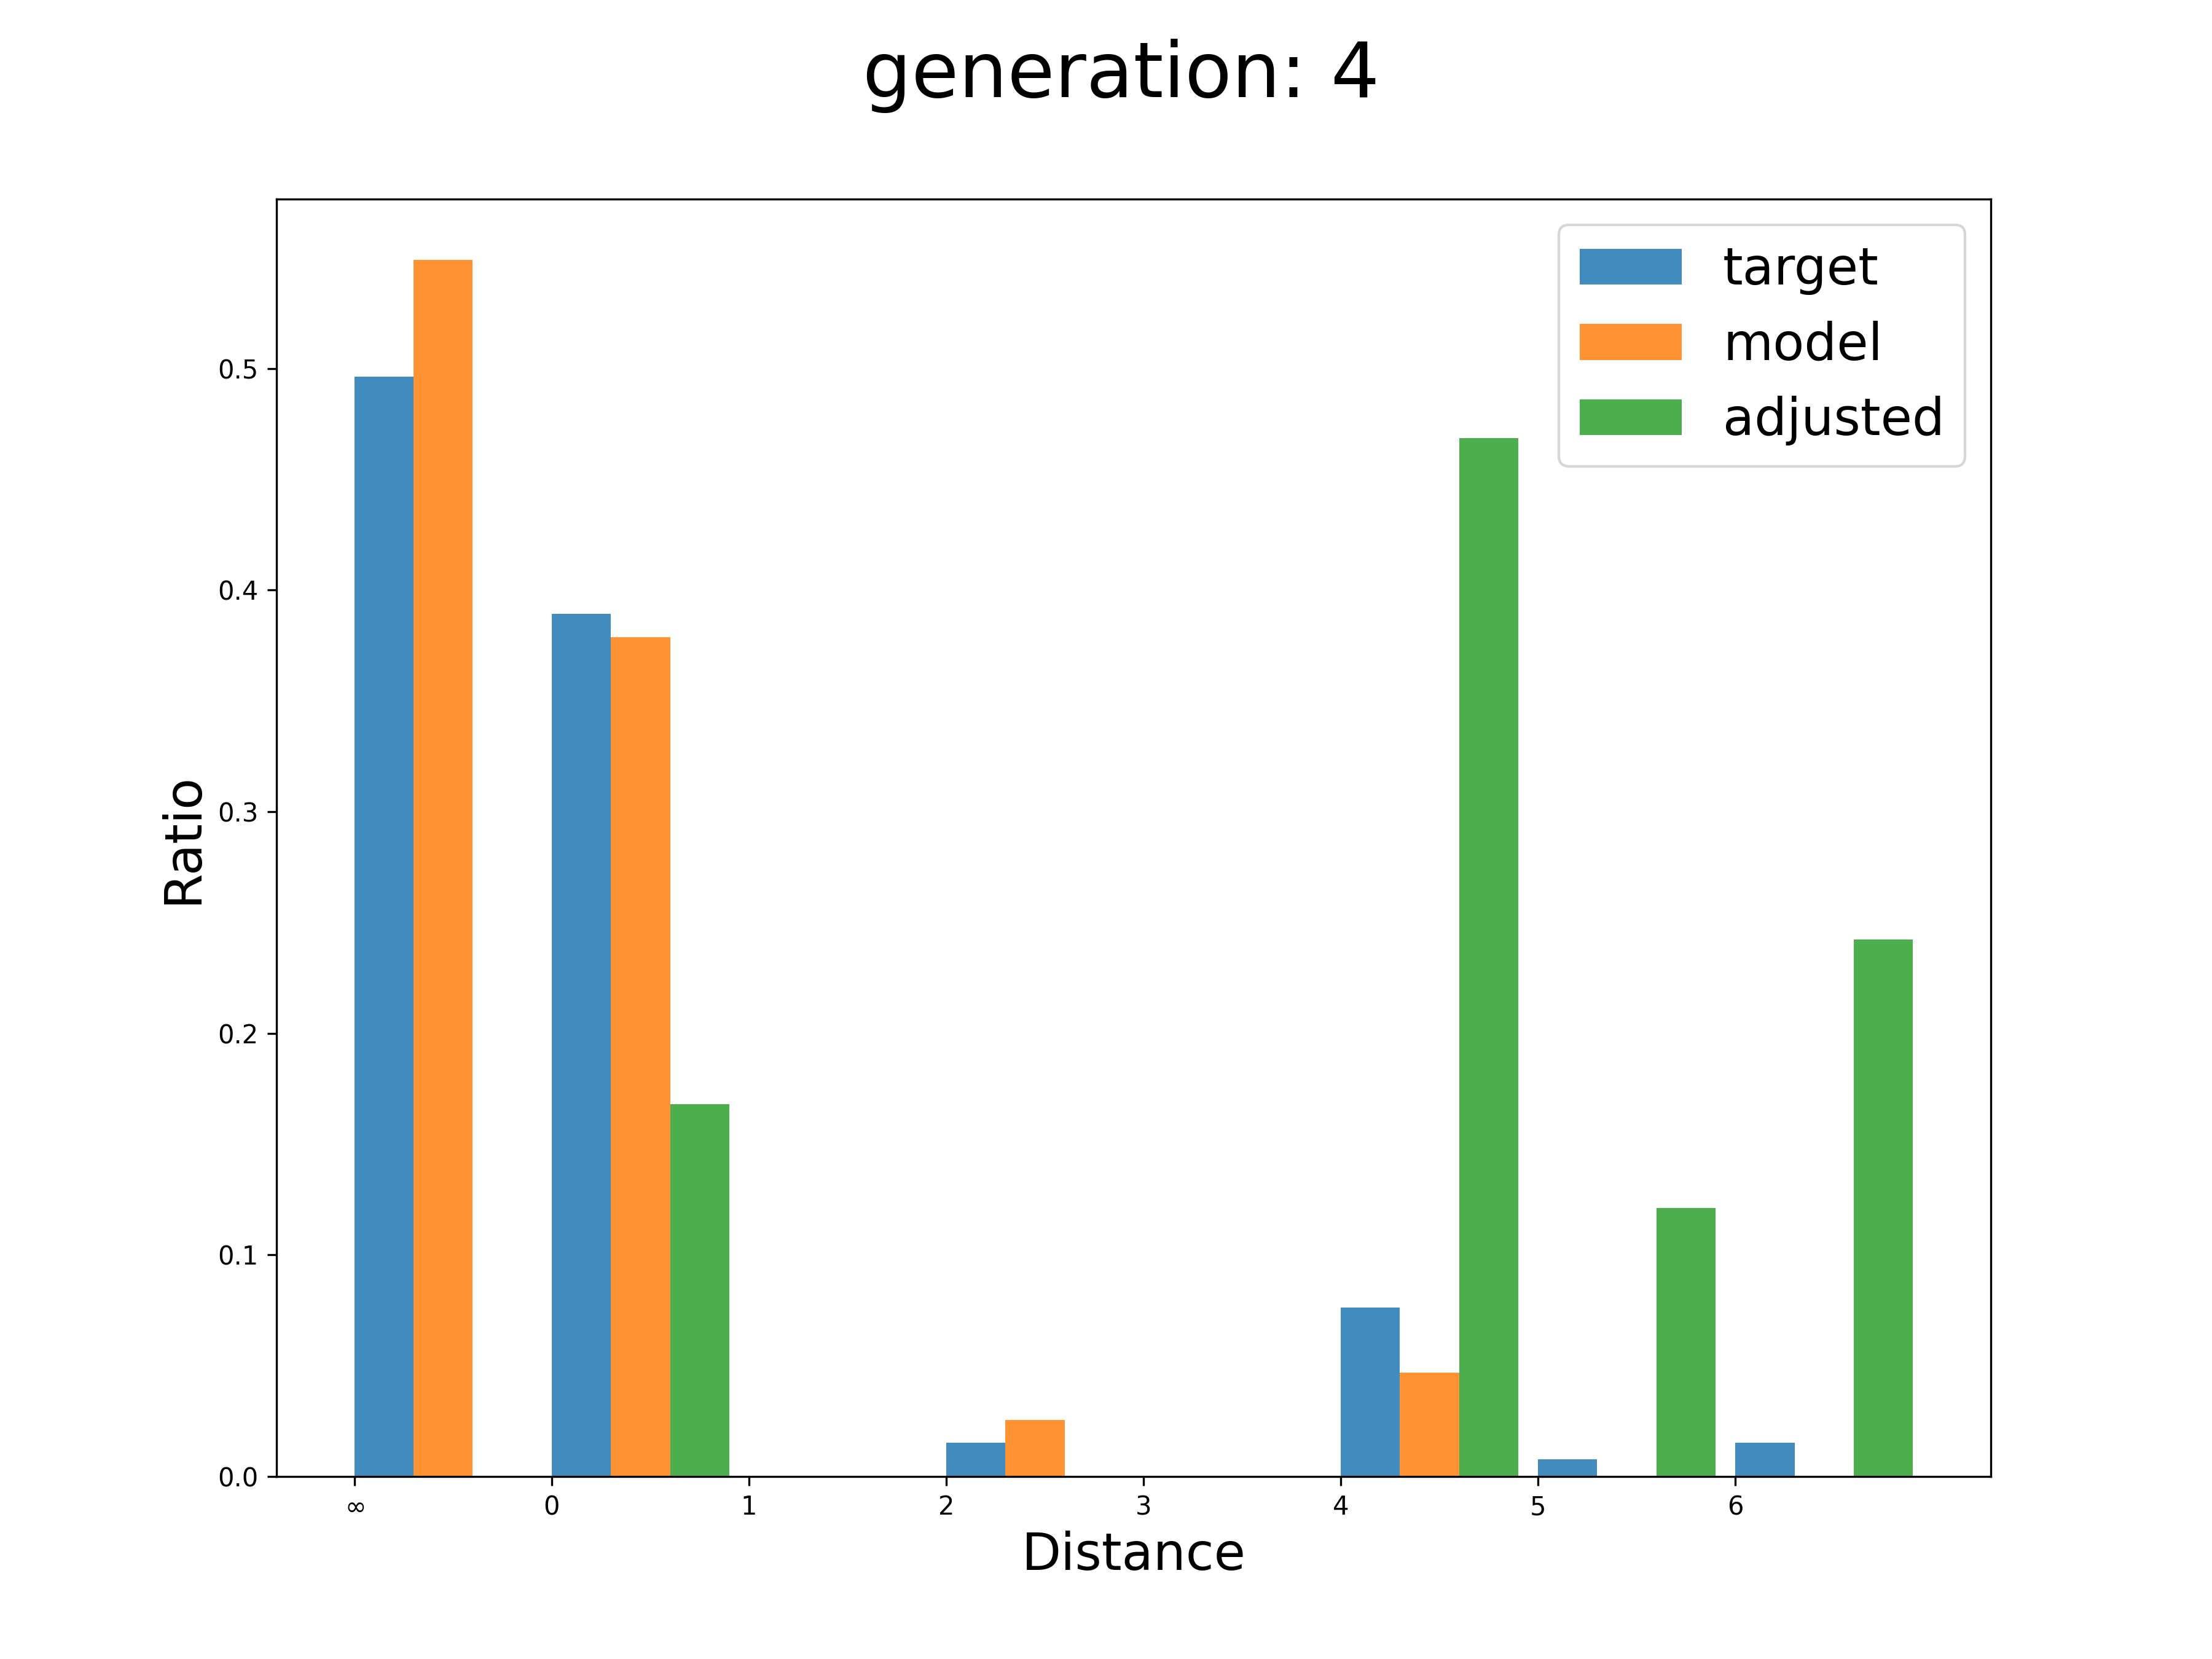 generation: 4
target
model
adjusted
Ratio
0.5
0.4
0.3
0.2
0.1
0.0
∞ 0 1 2 3 4 5 6
Distance